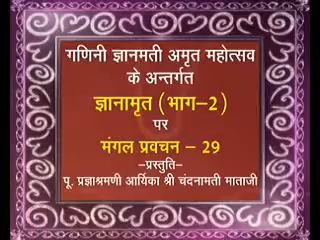 गणिनी ज्ञानमती अमृत महोत्सव
के अन्तर्गत
ज्ञानामृत (भाग-2)
पर
मंगल प्रवचन - 29
-प्रस्तुति-
पू. प्रज्ञाश्रमणी आर्यिका श्री चंदनामती माताजी